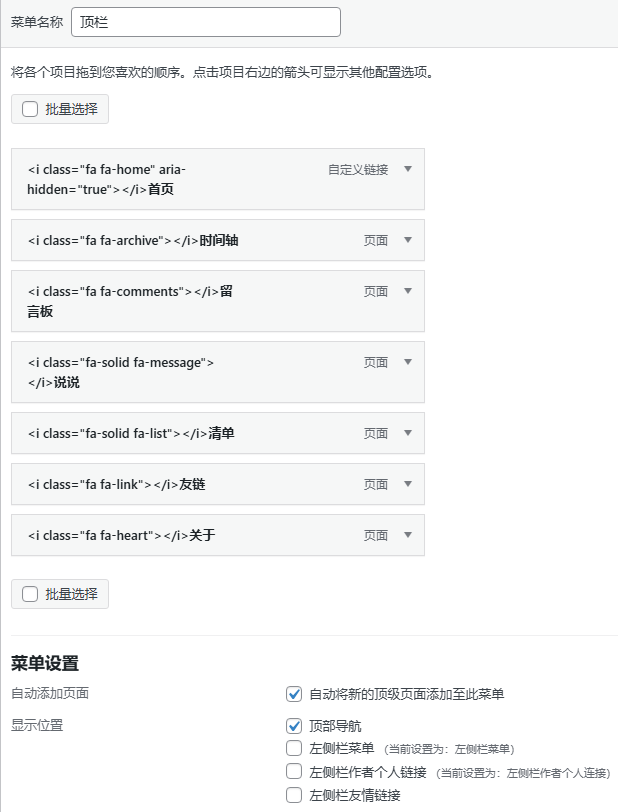 菜单名称 顶栏
将各个项目拖到您喜欢的顺序。点击项目右边的箭头可显示其他配置选项。
批量选择
<i class="fa fa-home" aria- 自定义链接
hidden="true"></i>首页
<i class="fa fa-archive"></i>时间轴 页面
<i class="fa fa-comments"></i>留 页面
言板
<i class="fa-solid fa-message"> 页面
</i>说说
<i class="fa-solid fa-list"></i>清单 页面
<i class="fa fa-link"></i>友链 页面
<i class="fa fa-heart"></i>关于 页面
批量选择
菜单设置
自动添加页面 自动将新的顶级页面添加至此菜单
显示位置 顶部导航
左侧栏菜单 (当前设置为：左侧栏菜单)
左侧栏作者个人链接 (当前设置为：左侧栏作者个人连接)
左侧栏友情链接